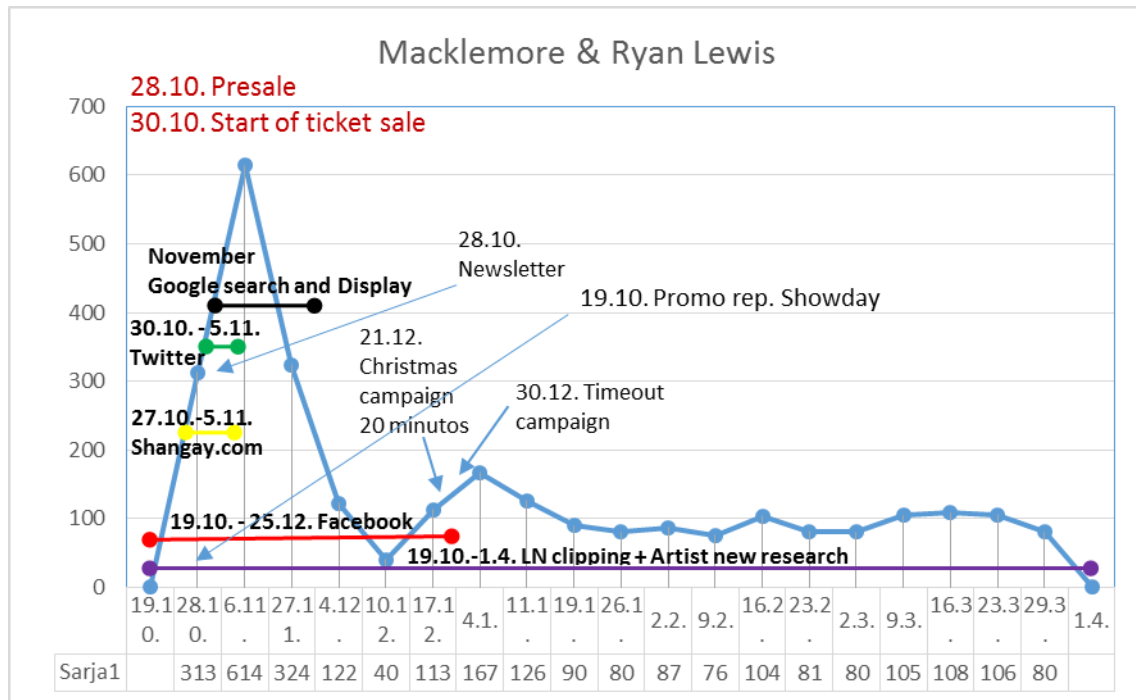 Macklemore & Ryan Lewis
28.10. Presale
30.10. Start of ticket sale
700
600
500
400
300
200
100
0
28.10.
Newsletter
November
Google search and Display
19.10. Promo rep. Showday
30.10. -5.11.
Twitter
21.12.
Christmas
campaign
20 minutos
30.12. Timeout
campaign
27.10.-5.11.
Shangay.com
19.10. -25.12. Facebook
19.10.-1.4. LN clipping + Artist new research
19.1 28.1 6.11 27.1 4.12 10.1 17.1 4.1. 11.1 19.1 26.1 2.2. 9.2. 16.2 23.2 2.3. 9.3. 16.3 23.3 29.3 1.4.
0. 0. . 1. . 2. 2. . . . . . . . .
Sarja1 313 614 324 122 40 113 167 126 90 80 87 76 104 81 80 105 108 106 80